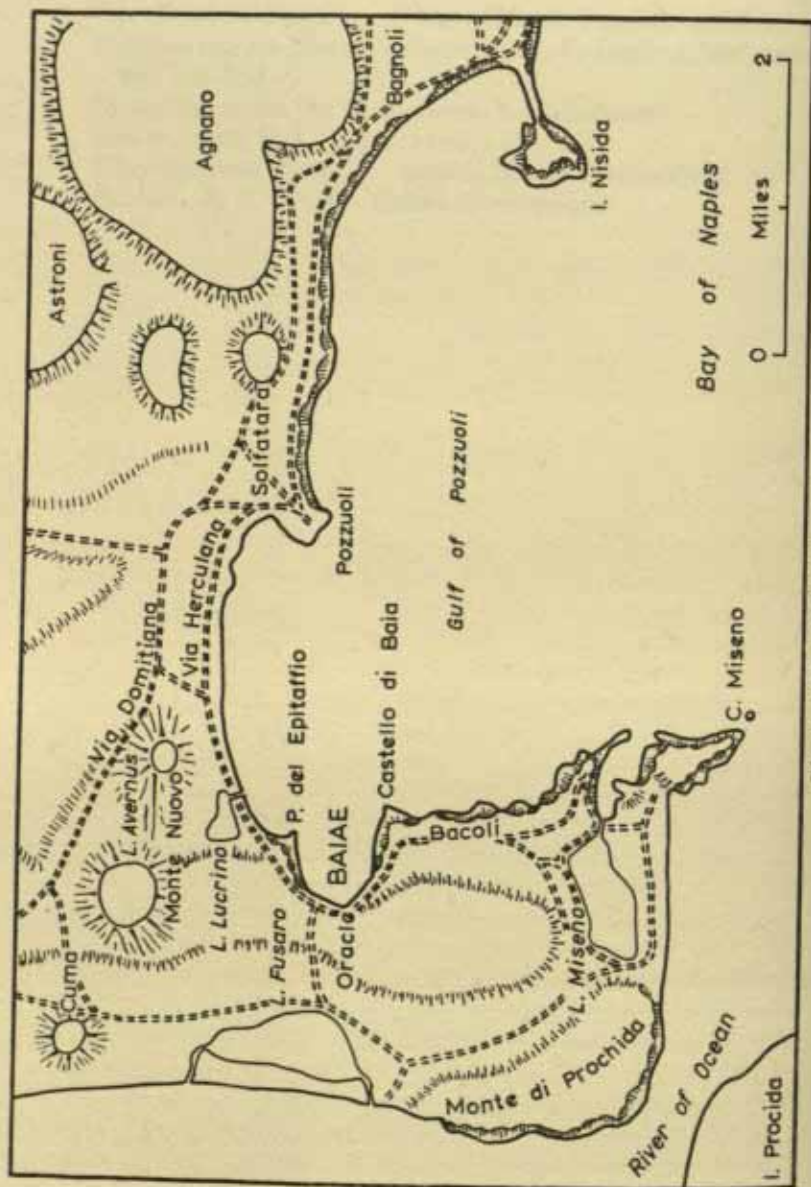 Astroni
Agnano
Bagnoli
I. Nisida
Solfatara
Pozzuoli
Via Domitiana
Via Herculana
L. Avernus
Monte Nuovo
Cuma
L. Lucrino
P. del Epitaffio
L. Fusaro
BAIAE
Oracle
Castello di Baia
Bacoli
L. Miseno
C. Miseno
Monte di Prochida
River of Ocean
I. Procida
Gulf of Pozzuoli
Bay of Naples
0 Miles 2